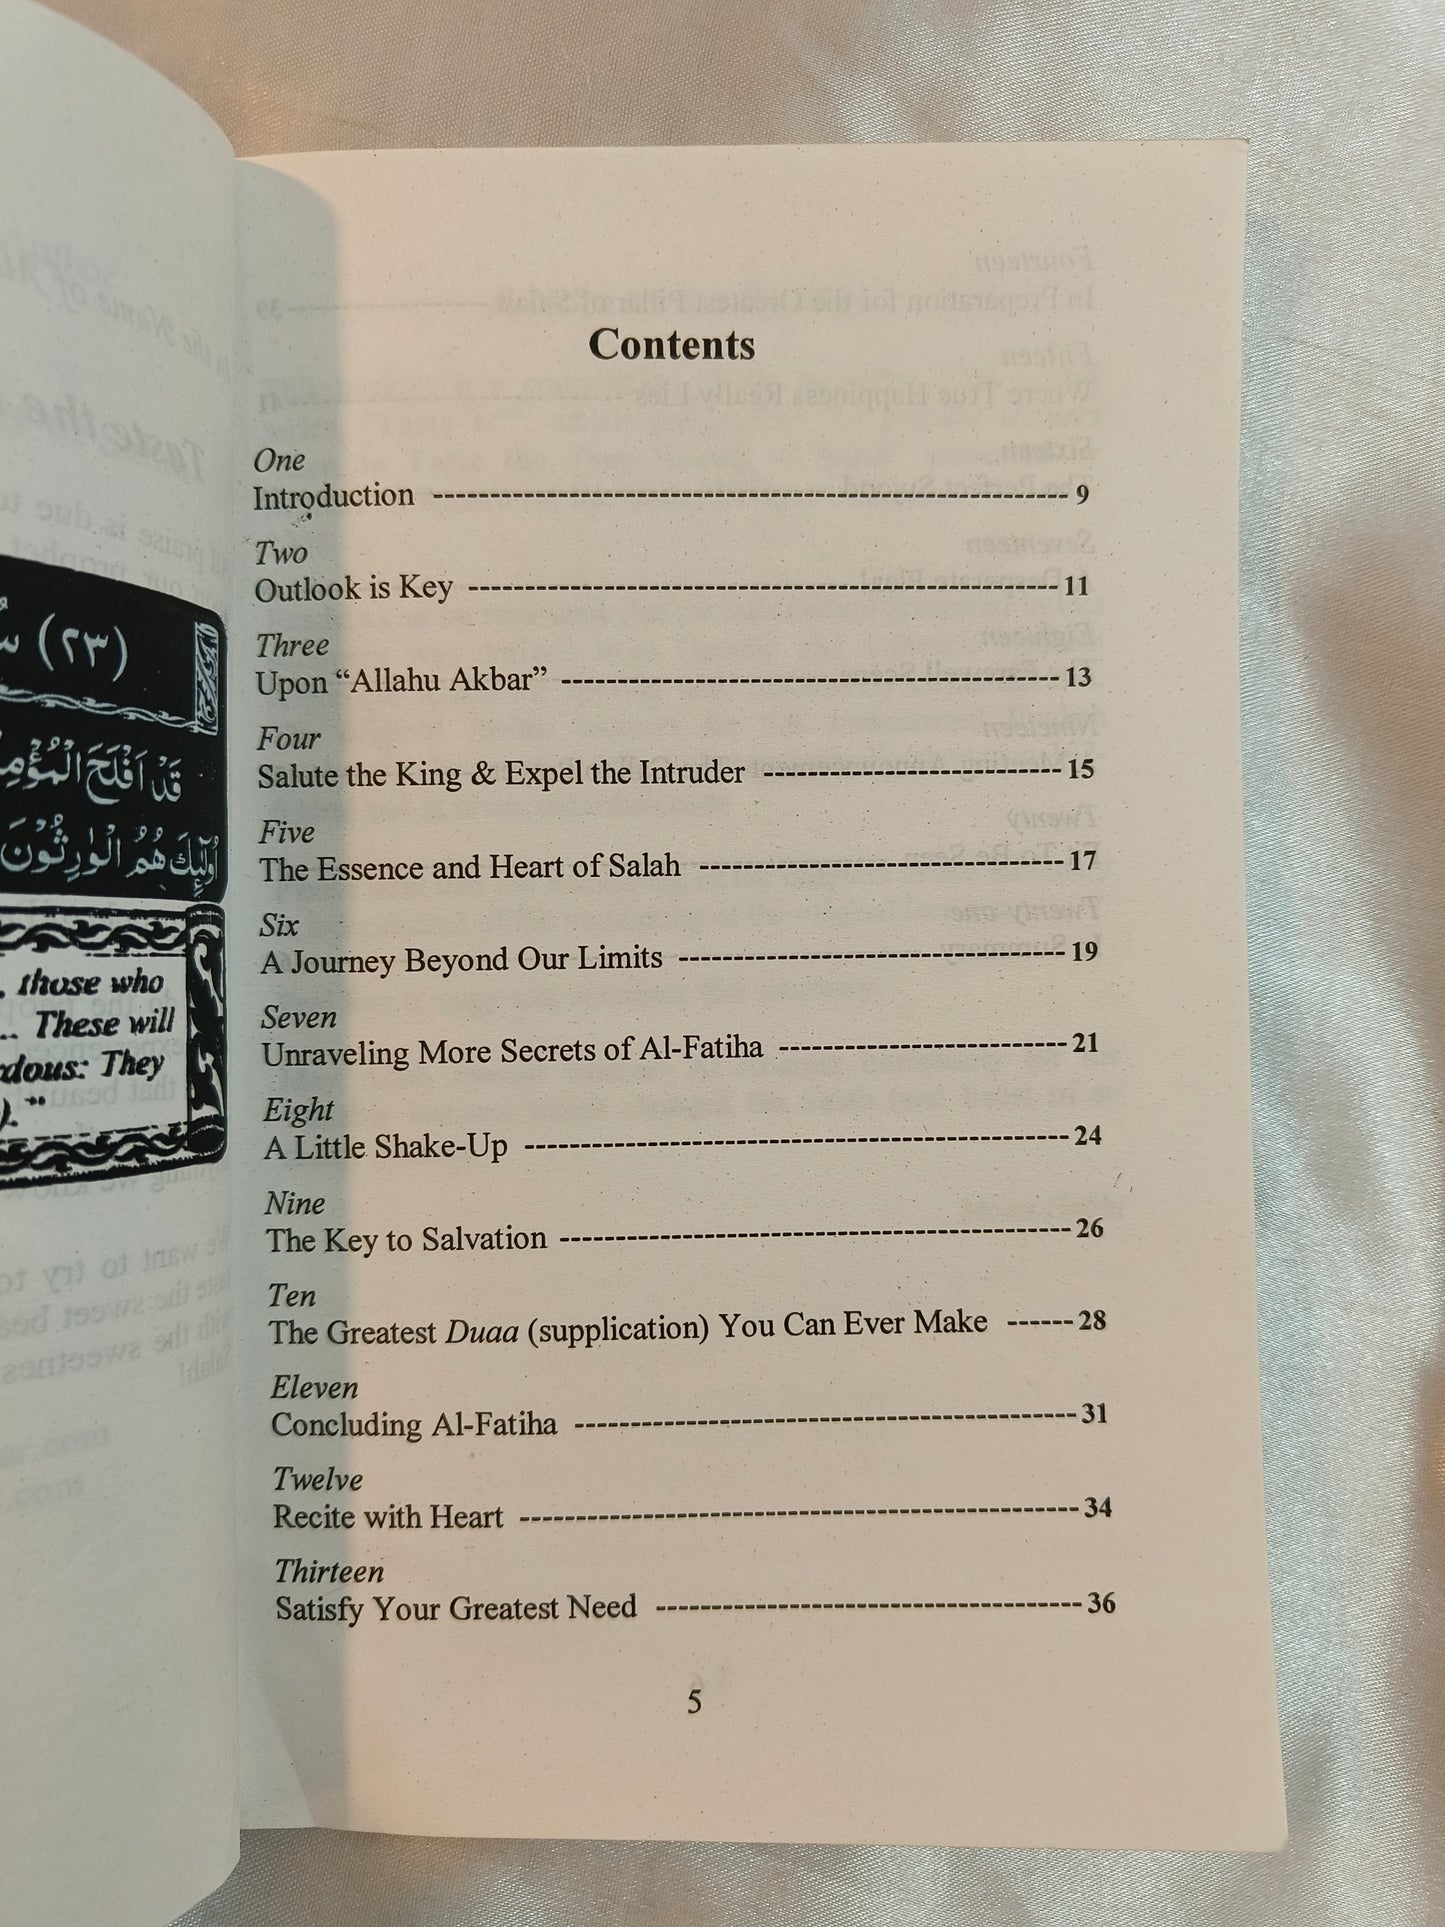 (٢٣)
قَدْ اَفْلَحَ
اُولٰٓئِكَ هُمُ الْوٰرِثُوْنَ
. those who
... These will
dous: They
). "
Contents
One
Introduction ---------------------------------------- 9
Two
Outlook is Key ---------------------------------------- 11
Three
Upon “Allahu Akbar” ---------------------------------------- 13
Four
Salute the King & Expel the Intruder ------------------------- 15
Five
The Essence and Heart of Salah ------------------------------ 17
Six
A Journey Beyond Our Limits -------------------------------- 19
Seven
Unraveling More Secrets of Al-Fatiha ------------------------ 21
Eight
A Little Shake-Up ---------------------------------------- 24
Nine
The Key to Salvation ---------------------------------------- 26
Ten
The Greatest Duaa (supplication) You Can Ever Make ------ 28
Eleven
Concluding Al-Fatiha ---------------------------------------- 31
Twelve
Recite with Heart ---------------------------------------- 34
Thirteen
Satisfy Your Greatest Need ---------------------------------- 36
5